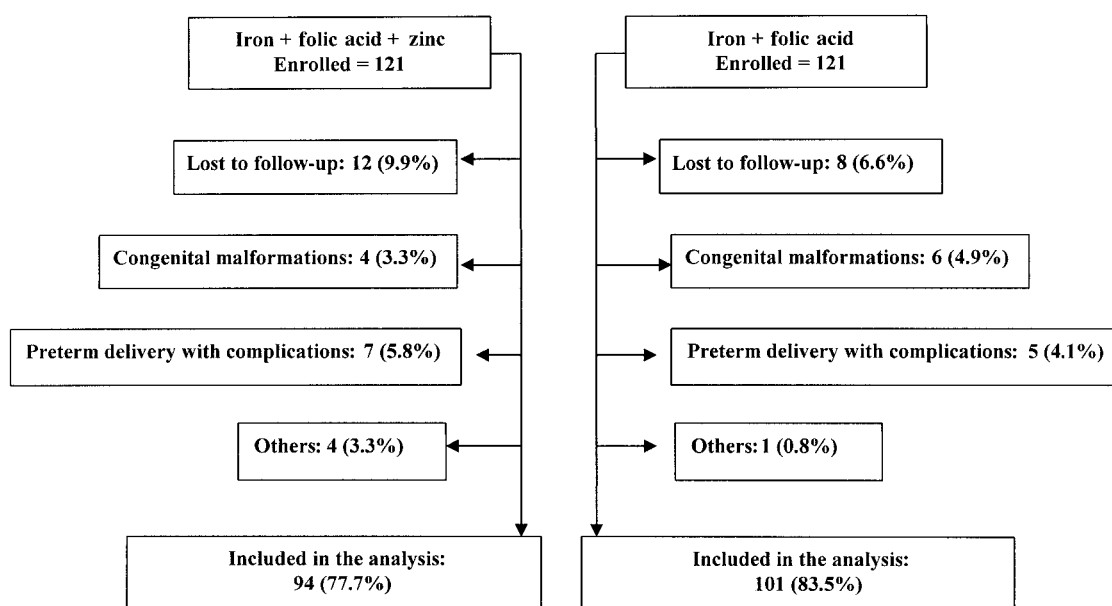 Iron + folic acid + zinc
Enrolled = 121
Iron + folic acid
Enrolled = 121
Lost to follow-up: 12 (9.9%)
Lost to follow-up: 8 (6.6%)
Congenital malformations: 4 (3.3%)
Congenital malformations: 6 (4.9%)
Preterm delivery with complications: 7 (5.8%)
Preterm delivery with complications: 5 (4.1%)
Others: 4 (3.3%)
Others: 1 (0.8%)
Included in the analysis:
94 (77.7%)
Included in the analysis:
101 (83.5%)